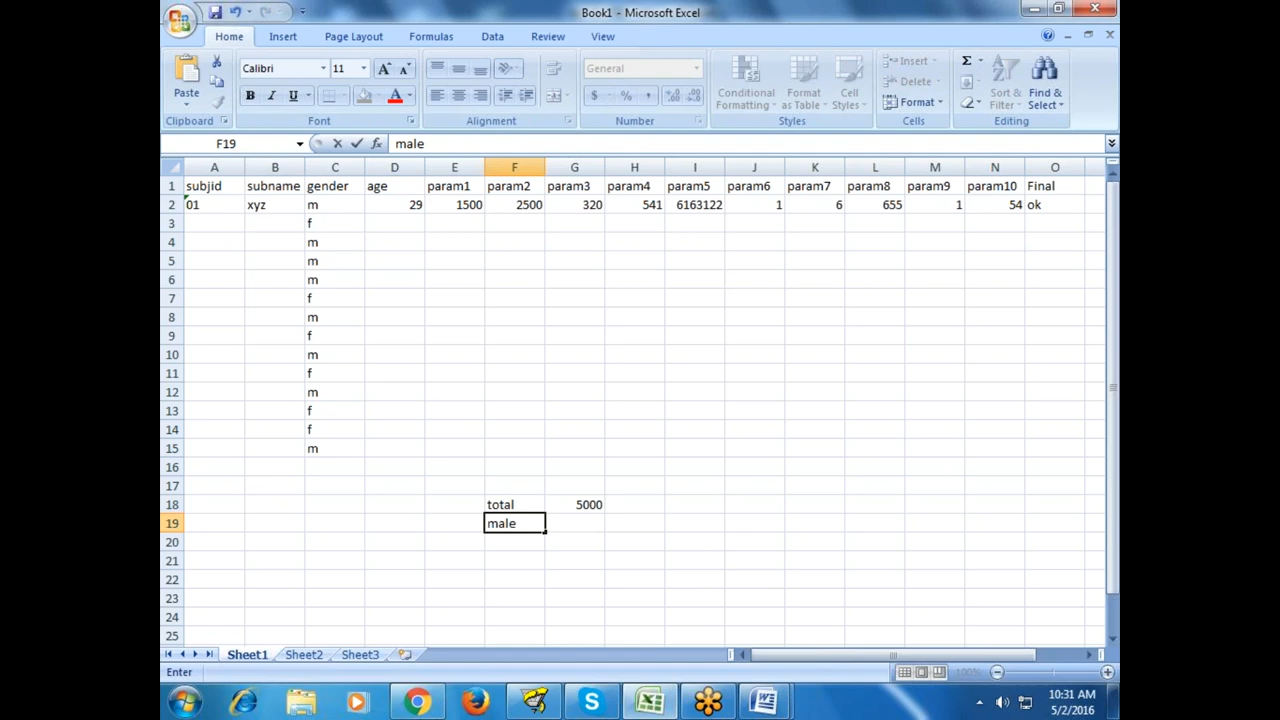 Book1 - Microsoft Excel
Home Insert Page Layout Formulas Data Review View
Calibri 11 General Insert Σ
Paste Conditional Format Cell Delete Sort & Find &
B I U A $ % , Formatting as Table Styles Format Filter Select
Clipboard Font Alignment Number Styles Cells Editing
F19 fx male
A B C D E F G H I J K L M N O
1 subjid subname gender age param1 param2 param3 param4 param5 param6 param7 param8 param9 param10 Final
2 01 xyz m 29 1500 2500 320 541 6163122 1 6 655 1 54 ok
3 f
4 m
5 m
6 m
7 f
8 m
9 f
10 m
11 f
12 m
13 f
14 f
15 m
16
17
18 total 5000
19 male
20
21
22
23
24
25
Sheet1 Sheet2 Sheet3
Enter 100%
10:31 AM
5/2/2016